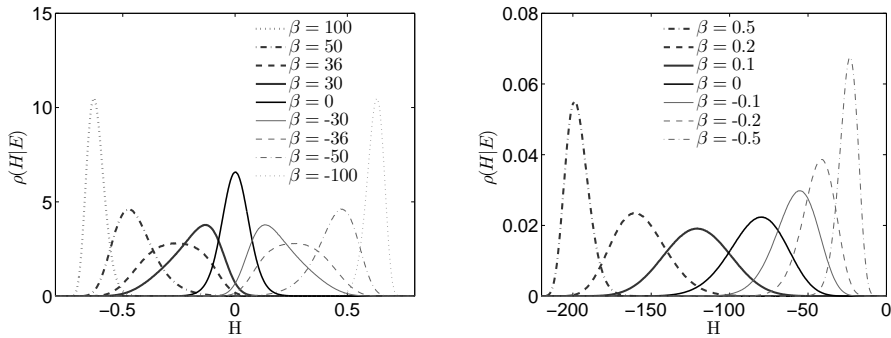 β = 100
β = 50
β = 36
β = 30
β = 0
β = -30
β = -36
β = -50
β = -100
15
10
5
0
ρ(H|E)
−0.5 0 0.5
H
β = 0.5
β = 0.2
β = 0.1
β = 0
β = -0.1
β = -0.2
β = -0.5
0.08
0.06
0.04
0.02
0
ρ(H|E)
−200 −150 −100 −50 0
H